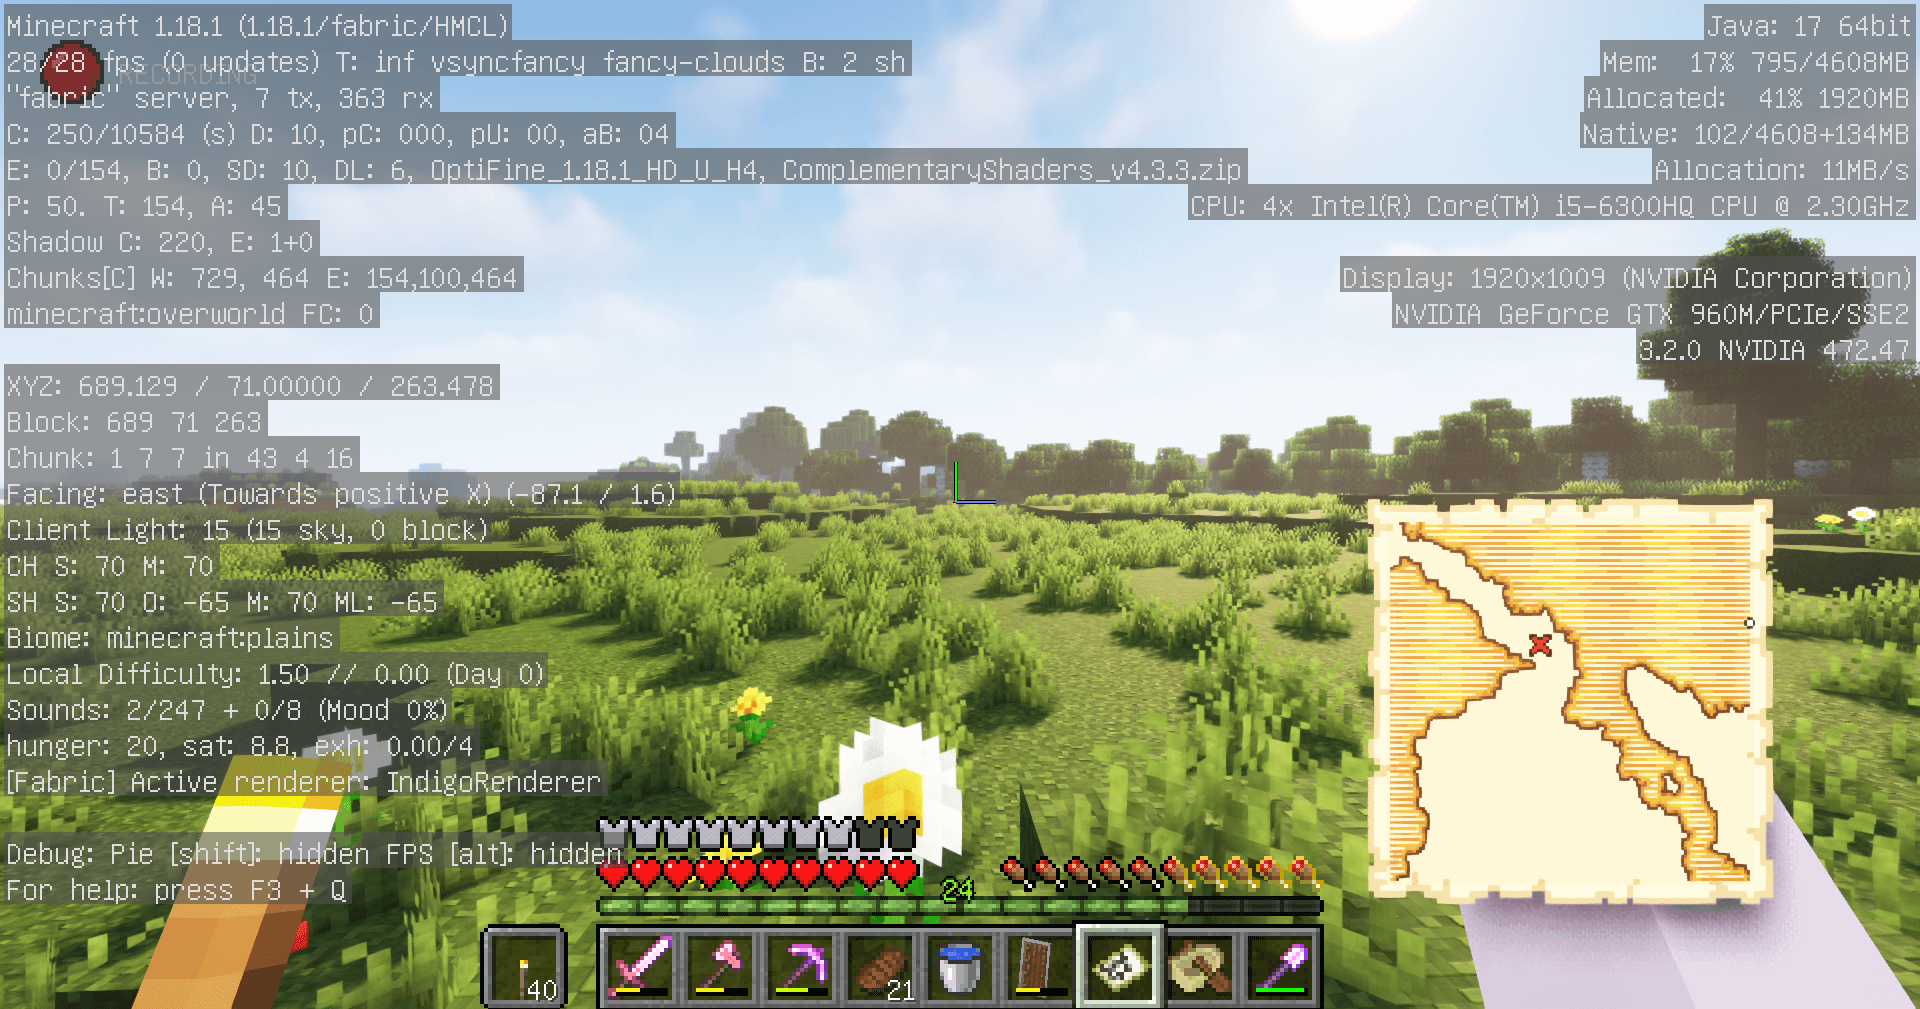 Minecraft 1.18.1 (1.18.1/fabric/HMCL)
28/28 fps (0 updates) T: inf vsyncfancy fancy-clouds B: 2 sh
RECORDING
"fabric" server, 7 tx, 363 rx
C: 250/10584 (s) D: 10, pC: 000, pU: 00, aB: 04
E: 0/154, B: 0, SD: 10, DL: 6, OptiFine_1.18.1_HD_U_H4, ComplementaryShaders_v4.3.3.zip
P: 50. T: 154, A: 45
Shadow C: 220, E: 1+0
Chunks[C] W: 729, 464 E: 154,100,464
minecraft:overworld FC: 0
XYZ: 689.129 / 71.00000 / 263.478
Block: 689 71 263
Chunk: 1 7 7 in 43 4 16
Facing: east (Towards positive X) (-87.1 / 1.6)
Client Light: 15 (15 sky, 0 block)
CH S: 70 M: 70
SH S: 70 O: -65 M: 70 ML: -65
Biome: minecraft:plains
Local Difficulty: 1.50 // 0.00 (Day 0)
Sounds: 2/247 + 0/8 (Mood 0%)
hunger: 20, sat: 8.8, exh: 0.00/4
[Fabric] Active renderer: IndigoRenderer
Debug: Pie [shift]: hidden FPS [alt]: hidden
For help: press F3 + Q
Java: 17 64bit
Mem: 17% 795/4608MB
Allocated: 41% 1920MB
Native: 102/4608+134MB
Allocation: 11MB/s
CPU: 4x Intel(R) Core(TM) i5-6300HQ CPU @ 2.30GHz
Display: 1920x1009 (NVIDIA Corporation)
NVIDIA GeForce GTX 960M/PCIe/SSE2
3.2.0 NVIDIA 472.47
24
40
21